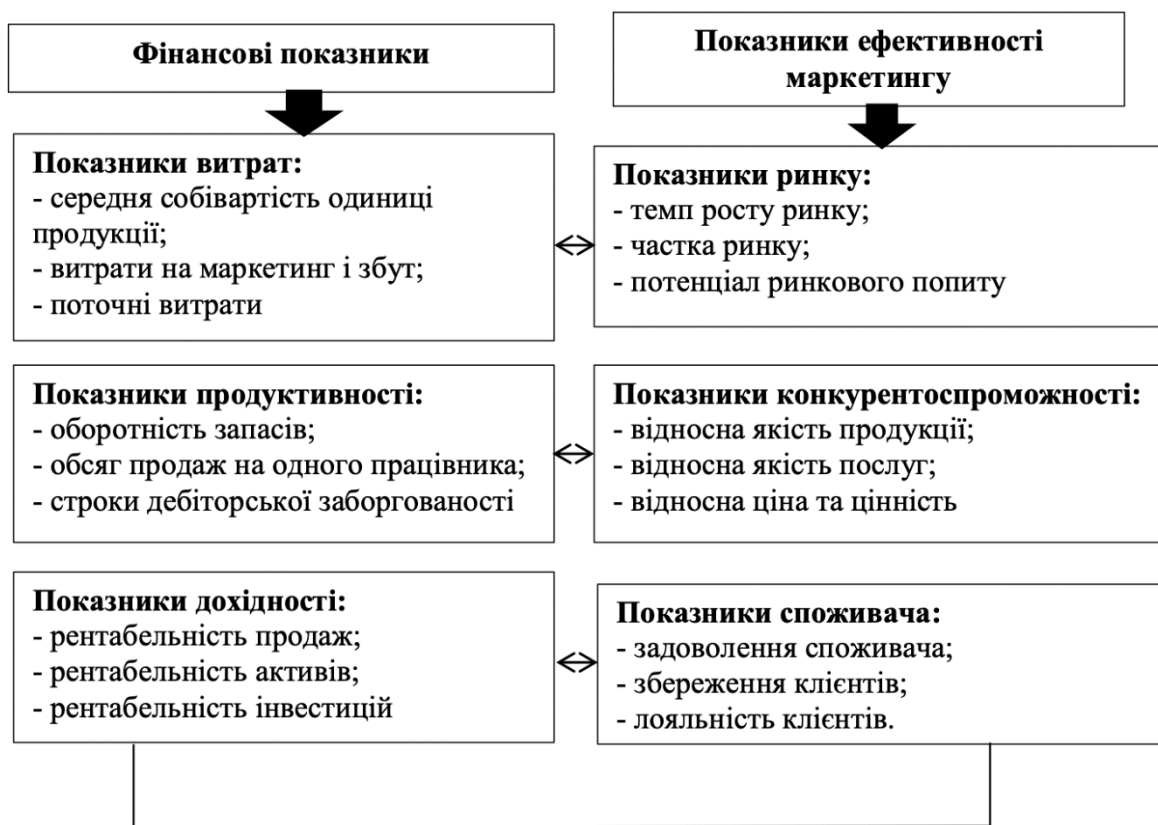 Фінансові показники
Показники ефективності
маркетингу
Показники витрат:
- середня собівартість одиниці
продукції;
- витрати на маркетинг і збут;
- поточні витрати
Показники ринку:
- темп росту ринку;
- частка ринку;
- потенціал ринкового попиту
Показники продуктивності:
- оборотність запасів;
- обсяг продаж на одного працівника;
- строки дебіторської заборгованості
Показники конкурентоспроможності:
- відносна якість продукції;
- відносна якість послуг;
- відносна ціна та цінність
Показники дохідності:
- рентабельність продаж;
- рентабельність активів;
- рентабельність інвестицій
Показники споживача:
- задоволення споживача;
- збереження клієнтів;
- лояльність клієнтів.